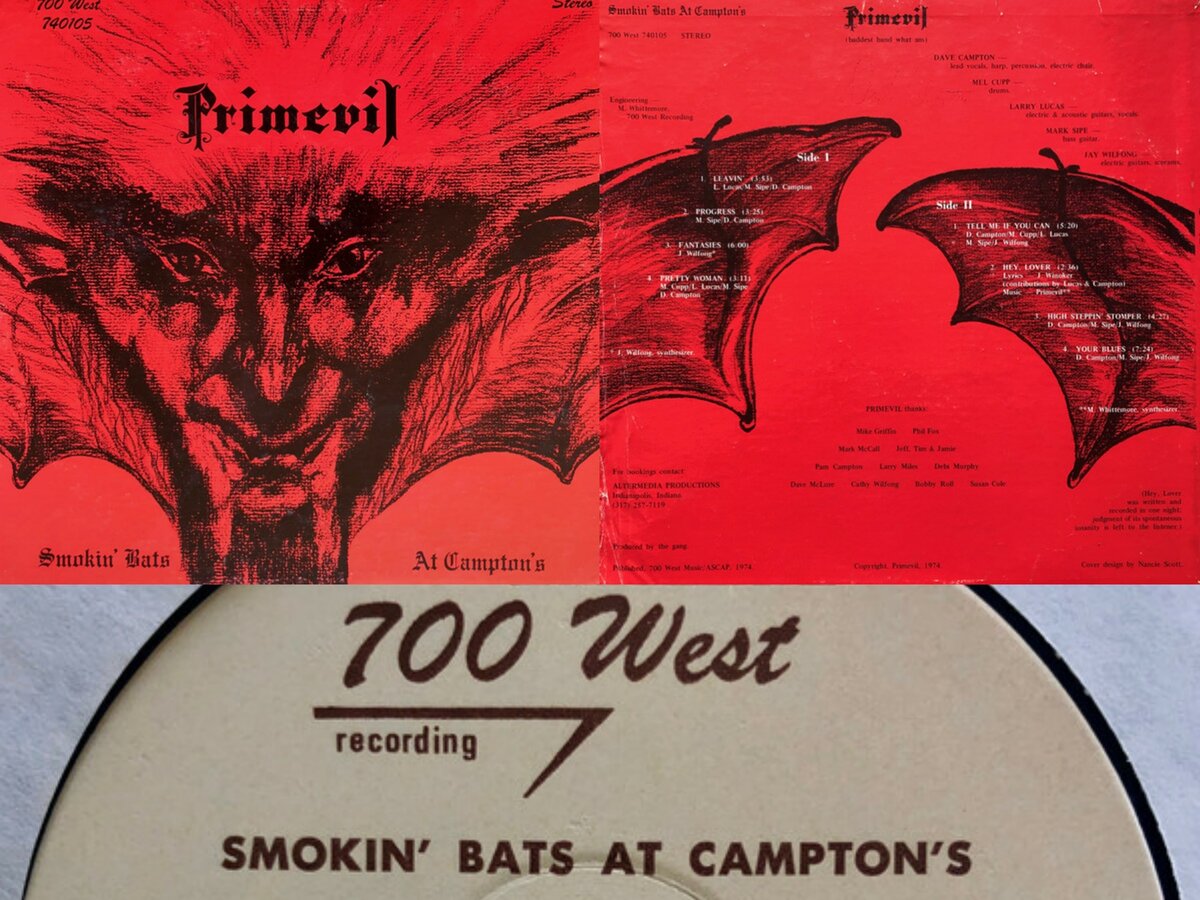 700 West
740105
Stereo
Primevil
Smokin' Bats
At Campton's
Smokin' Bats At Campton's
700 West 740105 STEREO
Primevil
(baddest band what am)
DAVE CAMPTON —
lead vocals, harp, percussion, electric chair.
MEL CUPP —
drums.
LARRY LUCAS —
electric & acoustic guitars, vocals.
MARK SIPE —
bass guitar.
JAY WILFONG —
electric guitars, screams.
Engineering
M. Whittemore,
700 West Recording
Side I
1. LEAVIN' (3:53)
L. Lucas/M. Sipe/D. Campton
2. PROGRESS (3:25)
M. Sipe/D. Campton
3. FANTASIES (6:00)
J. Wilfong*
4. PRETTY WOMAN (3:11)
M. Cupp/L. Lucas/M. Sipe
D. Campton
* J. Wilfong, synthesizer
Side II
1. TELL ME IF YOU CAN (5:20)
D. Campton/M. Cupp/L. Lucas
M. Sipe/J. Wilfong
2. HEY, LOVER (2:36)
Lyrics J. Winoker
(contributions by Lucas & Campton)
Music Primevil**
3. HIGH STEPPIN' STOMPER (4:27)
D. Campton/M. Sipe/J. Wilfong
4. YOUR BLUES (7:24)
D. Campton/M. Sipe/J. Wilfong
**M. Whittemore, synthesizer
PRIMEVIL thanks:
Mike Griffin Phil Fox
Mark McCall Jeff, Tim & Jamie
Pam Campton Larry Miles Debi Murphy
Dave McLure Cathy Wilfong Bobby Roll Susan Cole
For bookings contact:
ALTERMEDIA PRODUCTIONS
Indianapolis, Indiana
(317) 257-7119
(Hey, Lover
was written and
recorded in one night;
judgment of its spontaneous
insanity is left to the listener.)
Produced by the gang.
Published, 700 West Music/ASCAP, 1974.
Copyright, Primevil, 1974.
Cover design by Nancie Scott.
700 West
recording
SMOKIN' BATS AT CAMPTON'S